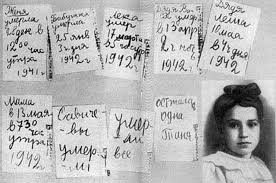 Женя
умерла
28 дек в
12 00 час
утра
1941 г
Бабушка
умерла
25 янв
3 ч дня
1942 г
Лека
умер
17 марта
в 5 час утр
1942 г
Дядя Вася
умер в
13 апр
2 ч ночь
1942 г
Дядя
Леша
10 мая
в 4 ч дня
1942 г
Мама
в 13 мая
в 7 30
час
утра
1942 г
Савиче-
вы
умер-
ли
умер-
ли
все
осталась
одна
Таня